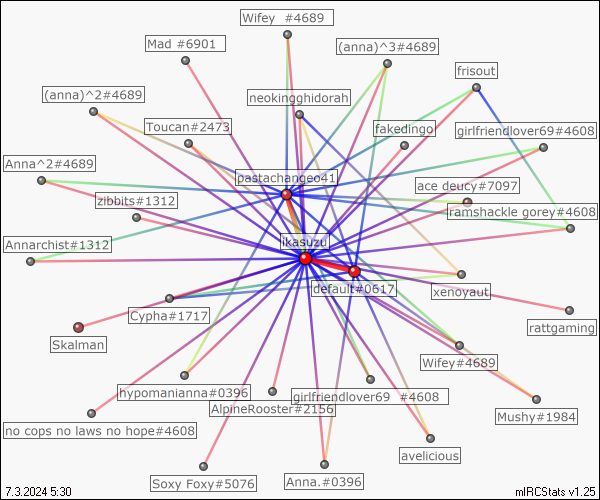 Wifey #4689
Mad #6901
(anna)^3#4689
frisout
(anna)^2#4689
neokingghidorah
Toucan#2473
fakedingo
girlfriendlover69#4608
Anna^2#4689
pastachangeo41
ace deucy#7097
zibbits#1312
ramshackle gorey#4608
Annarchist#1312
ikasuzu
default#0617
xenoyaut
Cypha#1717
rattgaming
Skalman
Wifey#4689
hypomanianna#0396
girlfriendlover69 #4608
AlpineRooster#2156
Mushy#1984
no cops no laws no hope#4608
avelicious
Soxy Foxy#5076
Anna.#0396
7.3.2024 5:30
mIRCStats v1.25